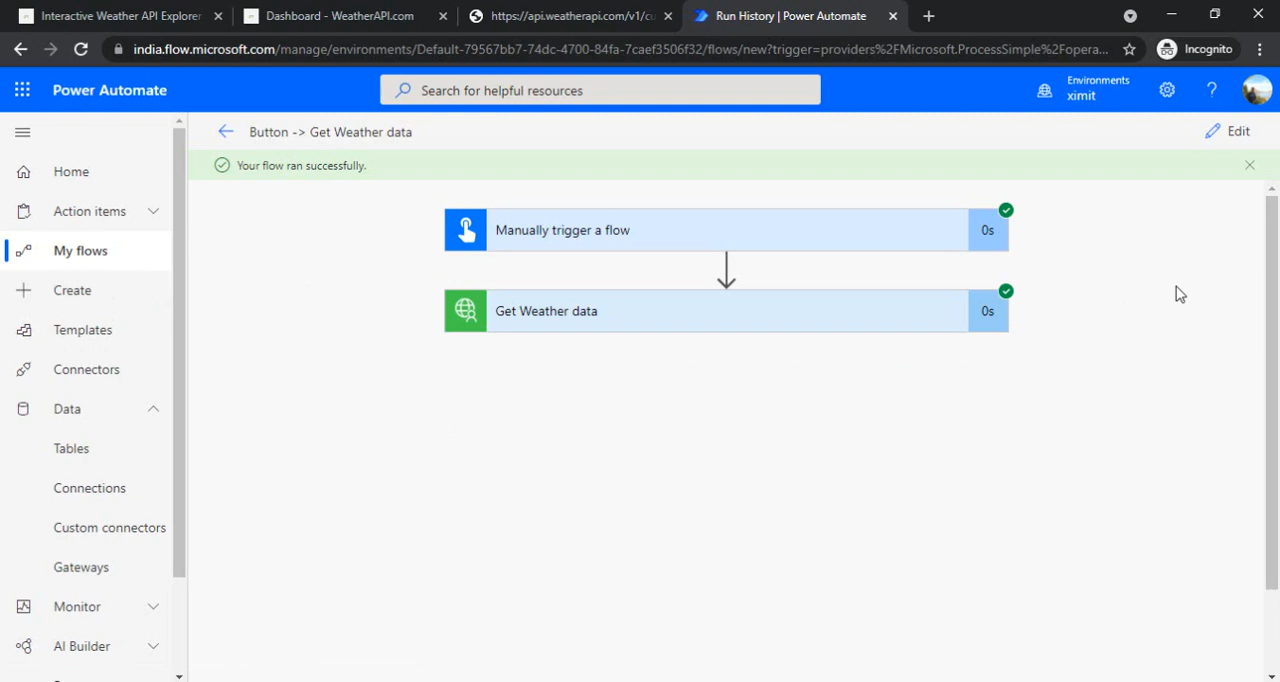 Interactive Weather API Explorer
Dashboard - WeatherAPI.com
https://api.weatherapi.com/v1/cu
Run History | Power Automate
india.flow.microsoft.com/manage/environments/Default-79567bb7-74dc-4700-84fa-7caef3506f32/flows/new?trigger=providers%2FMicrosoft.ProcessSimple%2Fopera...
Incognito
Power Automate
Search for helpful resources
Environments
ximit
?
Button -> Get Weather data
Edit
Your flow ran successfully.
Home
Action items
My flows
Create
Templates
Connectors
Data
Tables
Connections
Custom connectors
Gateways
Monitor
AI Builder
Manually trigger a flow
0s
Get Weather data
0s